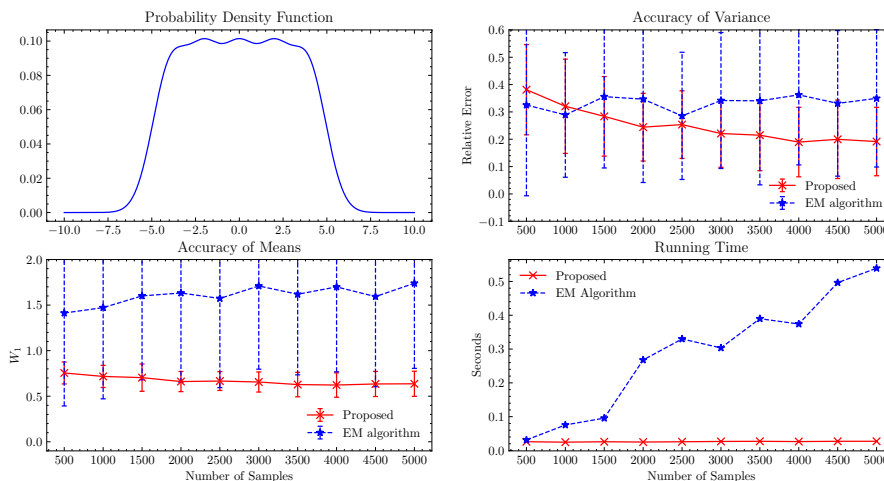 Probability Density Function
0.10
0.08
0.06
0.04
0.02
0.00
−10.0 −7.5 −5.0 −2.5 0.0 2.5 5.0 7.5 10.0
Accuracy of Variance
Relative Error
0.6
0.5
0.4
0.3
0.2
0.1
0.0
−0.1
Proposed
EM algorithm
500 1000 1500 2000 2500 3000 3500 4000 4500 5000
Accuracy of Means
W₁
2.0
1.5
1.0
0.5
0.0
Proposed
EM algorithm
500 1000 1500 2000 2500 3000 3500 4000 4500 5000
Number of Samples
Running Time
Seconds
0.5
0.4
0.3
0.2
0.1
0.0
Proposed
EM Algorithm
500 1000 1500 2000 2500 3000 3500 4000 4500 5000
Number of Samples